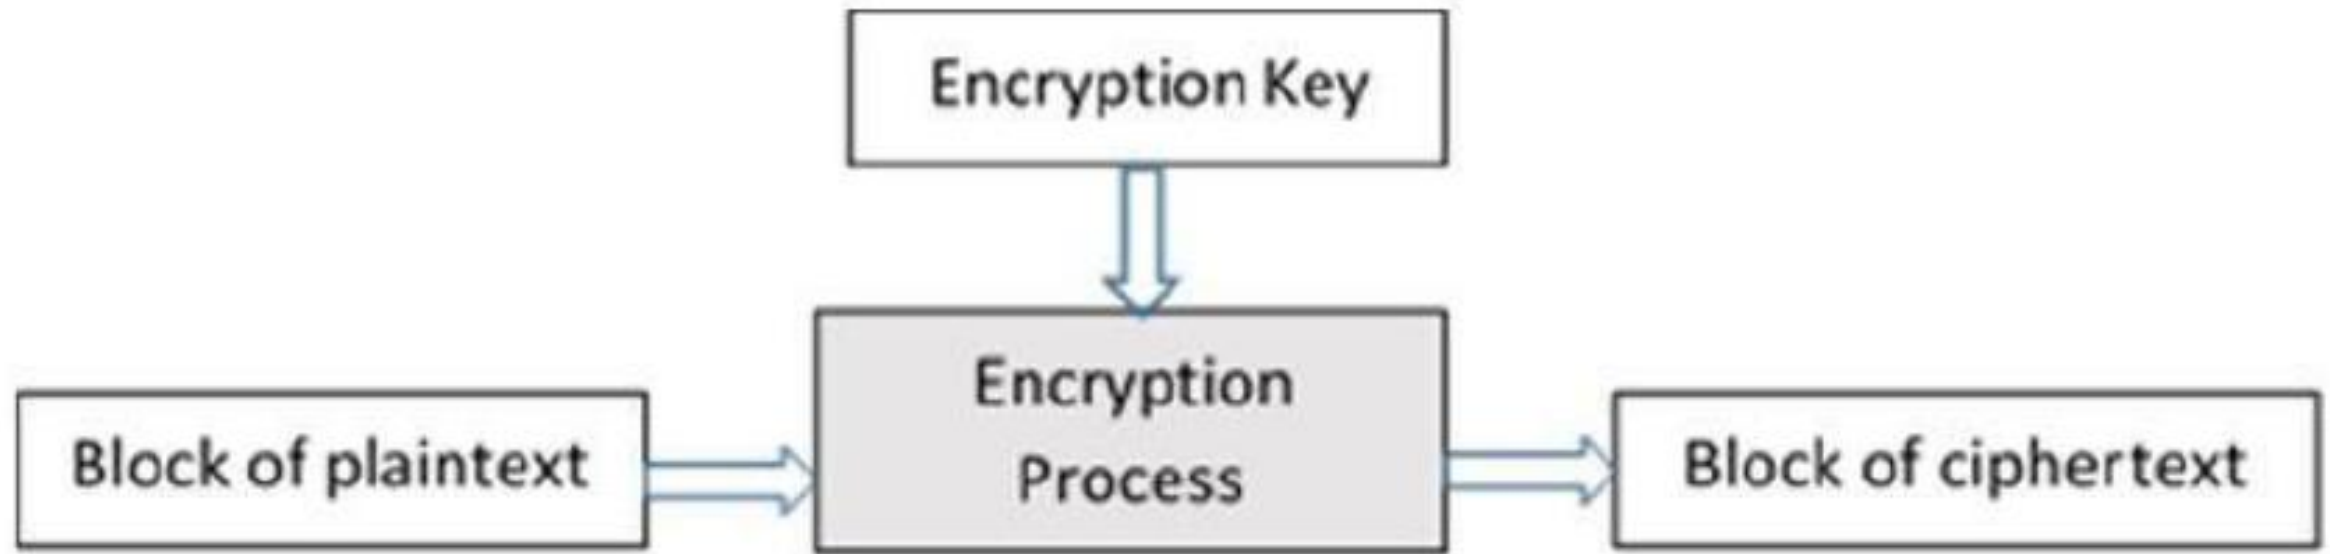 Encryption Key
Encryption
Process
Block of plaintext
Block of ciphertext